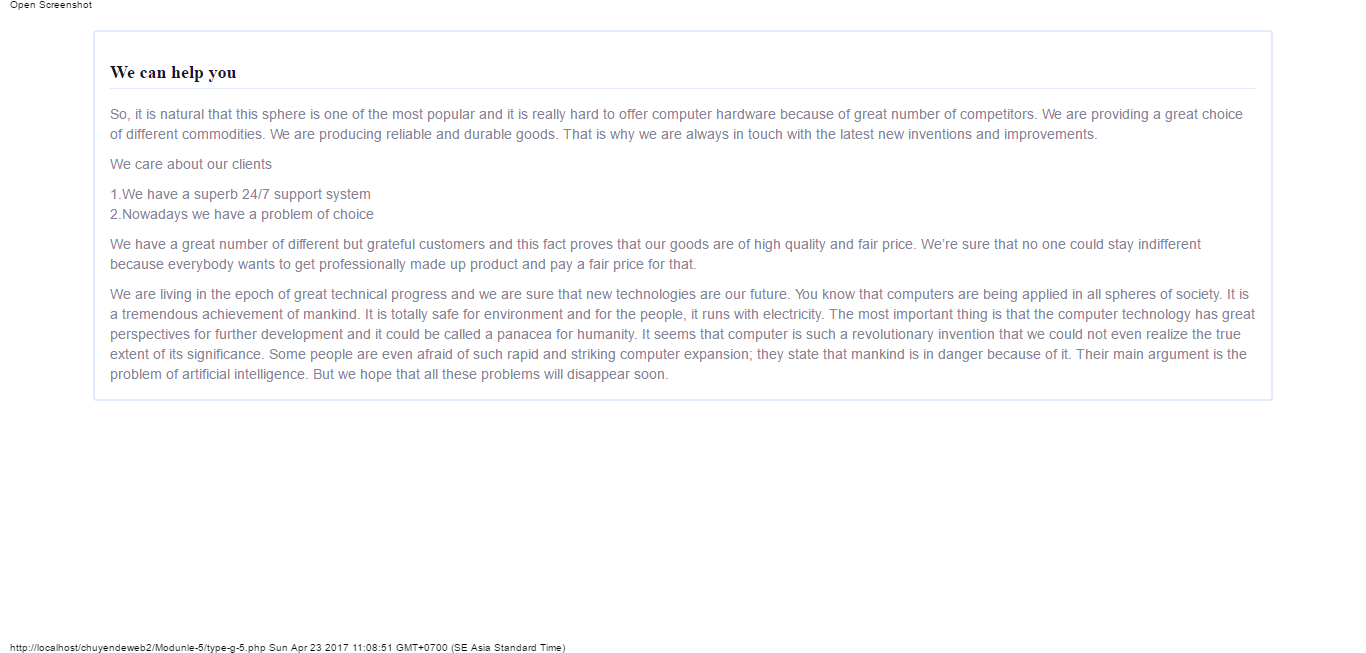 Open Screenshot
We can help you
So, it is natural that this sphere is one of the most popular and it is really hard to offer computer hardware because of great number of competitors. We are providing a great choice
of different commodities. We are producing reliable and durable goods. That is why we are always in touch with the latest new inventions and improvements.
We care about our clients
1.We have a superb 24/7 support system
2.Nowadays we have a problem of choice
We have a great number of different but grateful customers and this fact proves that our goods are of high quality and fair price. We're sure that no one could stay indifferent
because everybody wants to get professionally made up product and pay a fair price for that.
We are living in the epoch of great technical progress and we are sure that new technologies are our future. You know that computers are being applied in all spheres of society. It is
a tremendous achievement of mankind. It is totally safe for environment and for the people, it runs with electricity. The most important thing is that the computer technology has great
perspectives for further development and it could be called a panacea for humanity. It seems that computer is such a revolutionary invention that we could not even realize the true
extent of its significance. Some people are even afraid of such rapid and striking computer expansion; they state that mankind is in danger because of it. Their main argument is the
problem of artificial intelligence. But we hope that all these problems will disappear soon.
http://localhost/chuyendeweb2/Modunle-5/type-g-5.php Sun Apr 23 2017 11:08:51 GMT+0700 (SE Asia Standard Time)